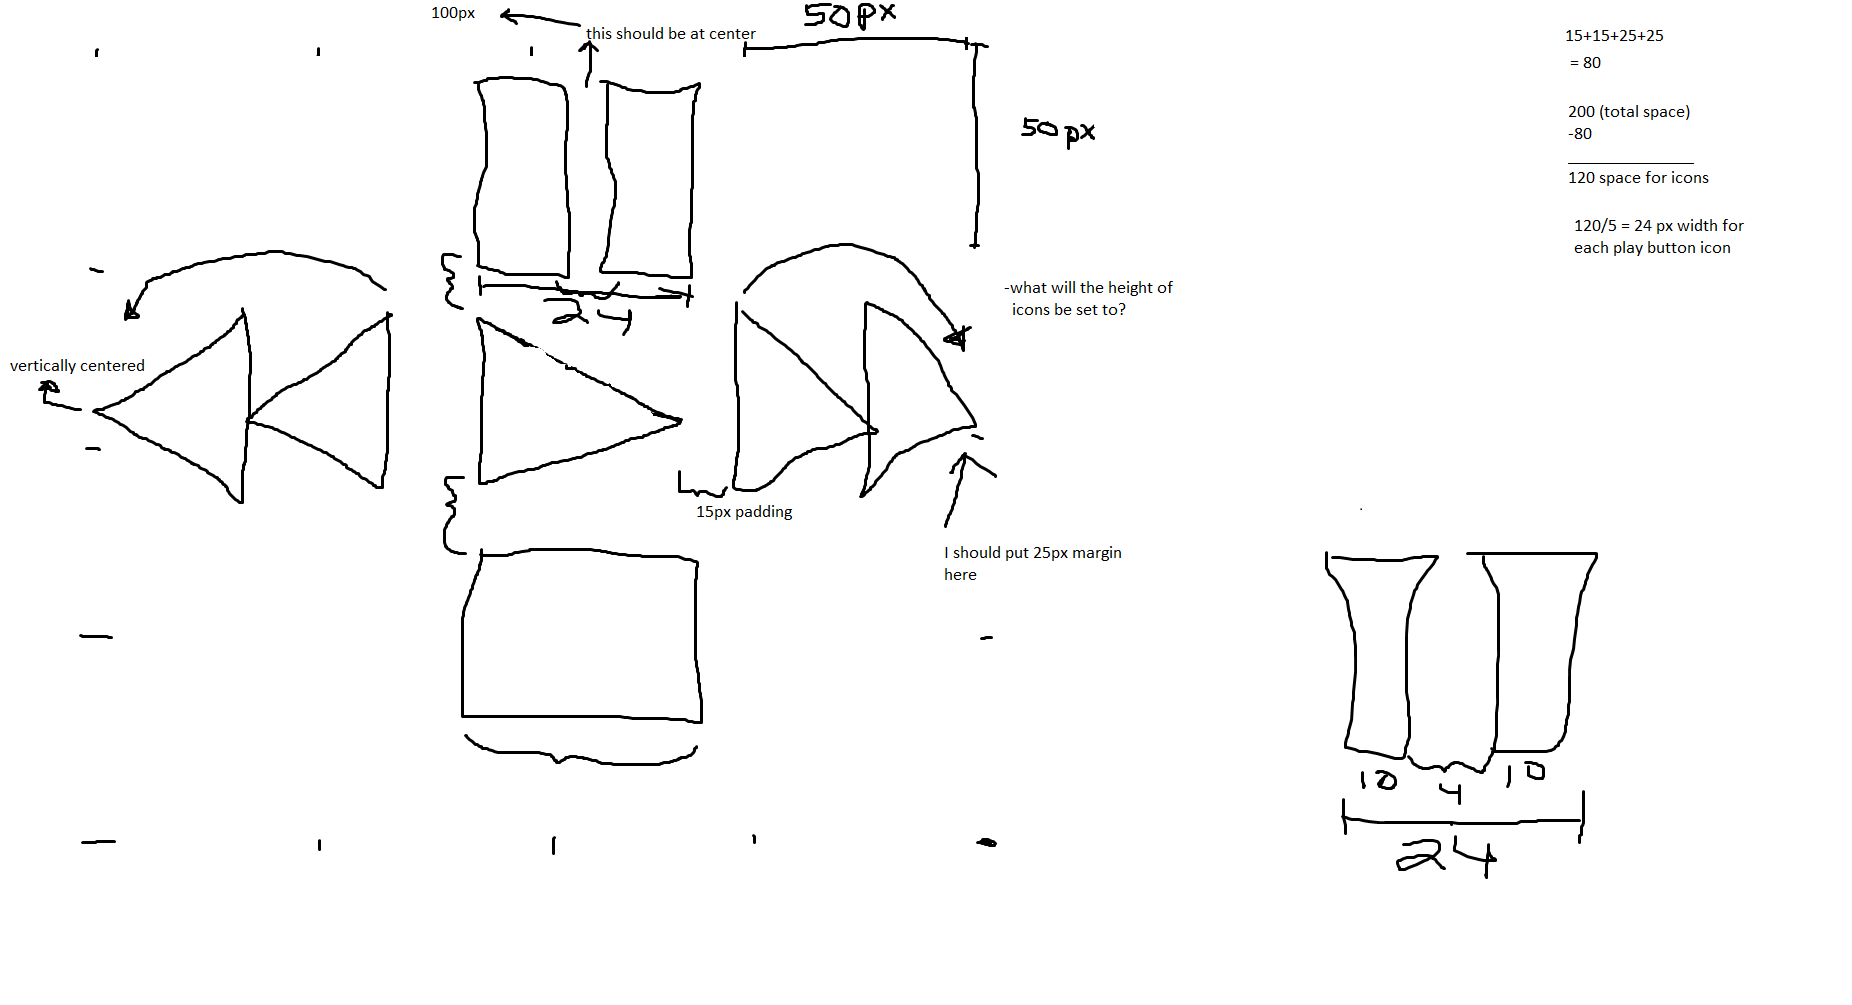 100px
50px
this should be at center
15+15+25+25
= 80
200 (total space)
-80
50px
120 space for icons
120/5 = 24 px width for
each play button icon
-what will the height of
icons be set to?
24
vertically centered
15px padding
I should put 25px margin
here
10 4 10
24